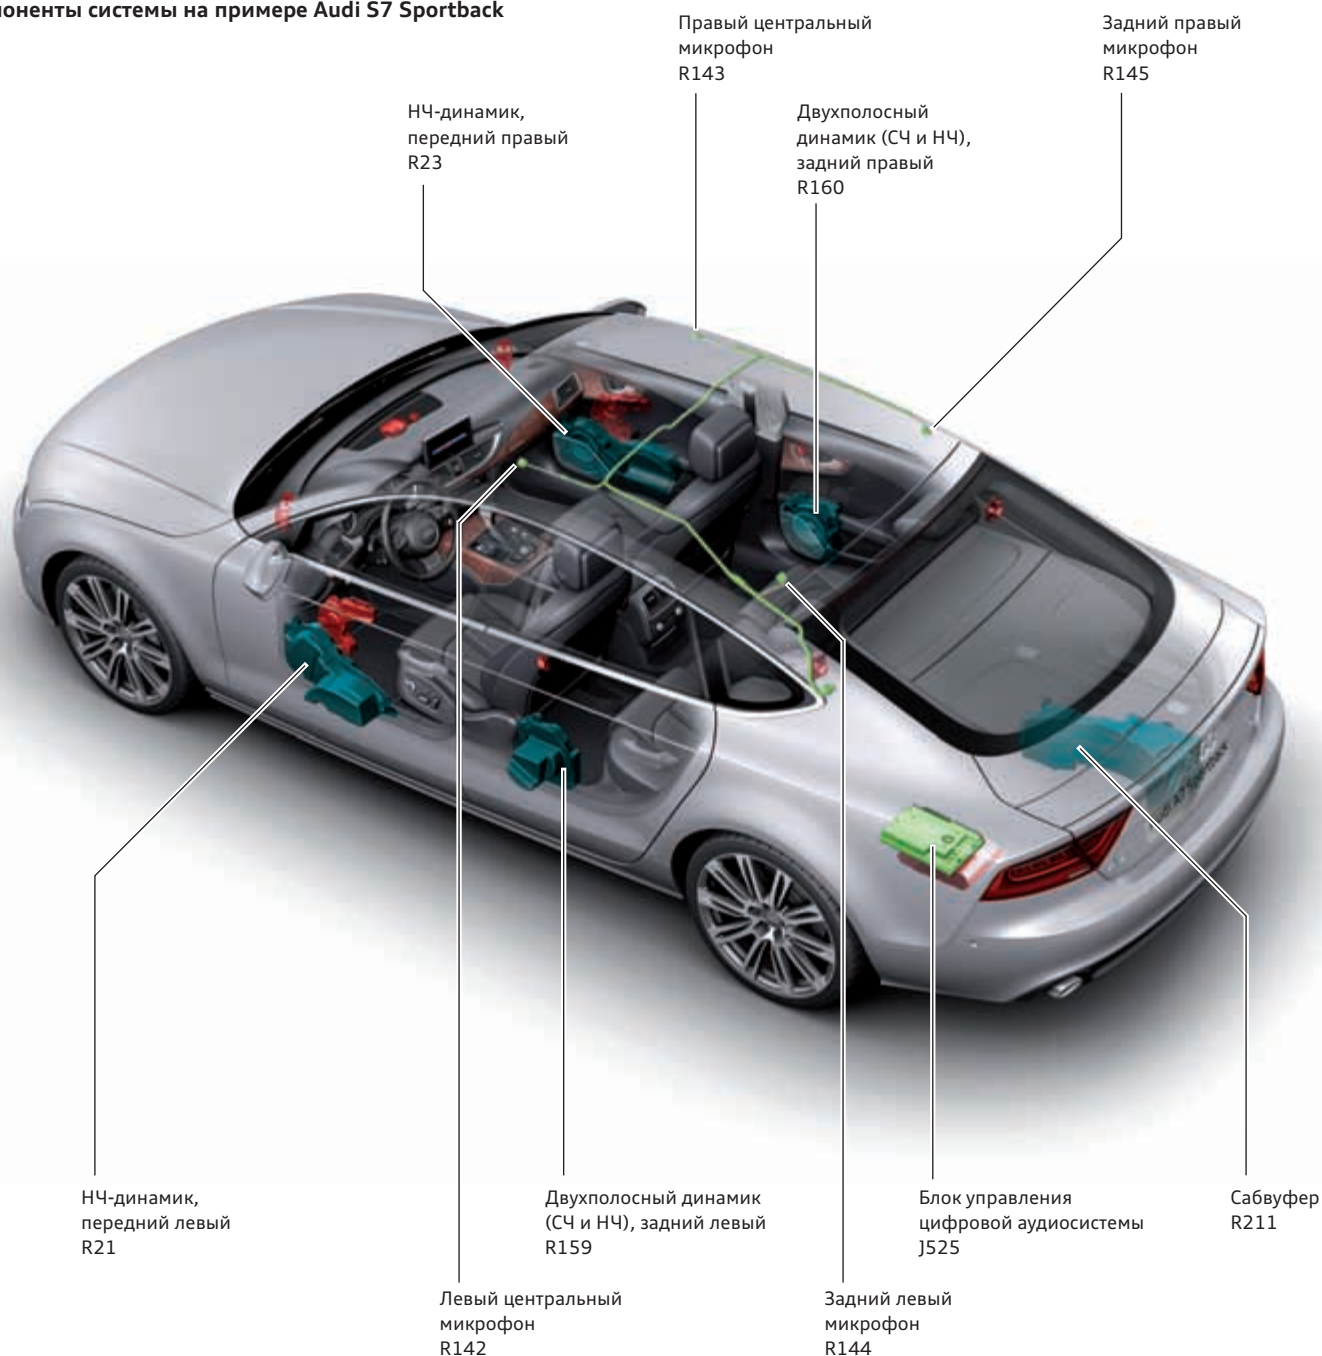 оненты системы на примере Audi S7 Sportback
Правый центральный
микрофон
R143
Задний правый
микрофон
R145
НЧ-динамик,
передний правый
R23
Двухполосный
динамик (СЧ и НЧ),
задний правый
R160
НЧ-динамик,
передний левый
R21
Двухполосный динамик
(СЧ и НЧ), задний левый
R159
Блок управления
цифровой аудиосистемы
J525
Сабвуфер
R211
Левый центральный
микрофон
R142
Задний левый
микрофон
R144